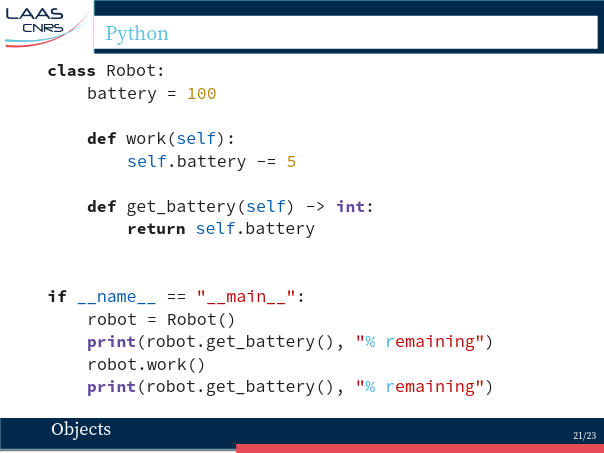 LAAS
CNRS
Python
class Robot:
    battery = 100

    def work(self):
        self.battery -= 5

    def get_battery(self) -> int:
        return self.battery


if __name__ == "__main__":
    robot = Robot()
    print(robot.get_battery(), "% remaining")
    robot.work()
    print(robot.get_battery(), "% remaining")
Objects
21/23